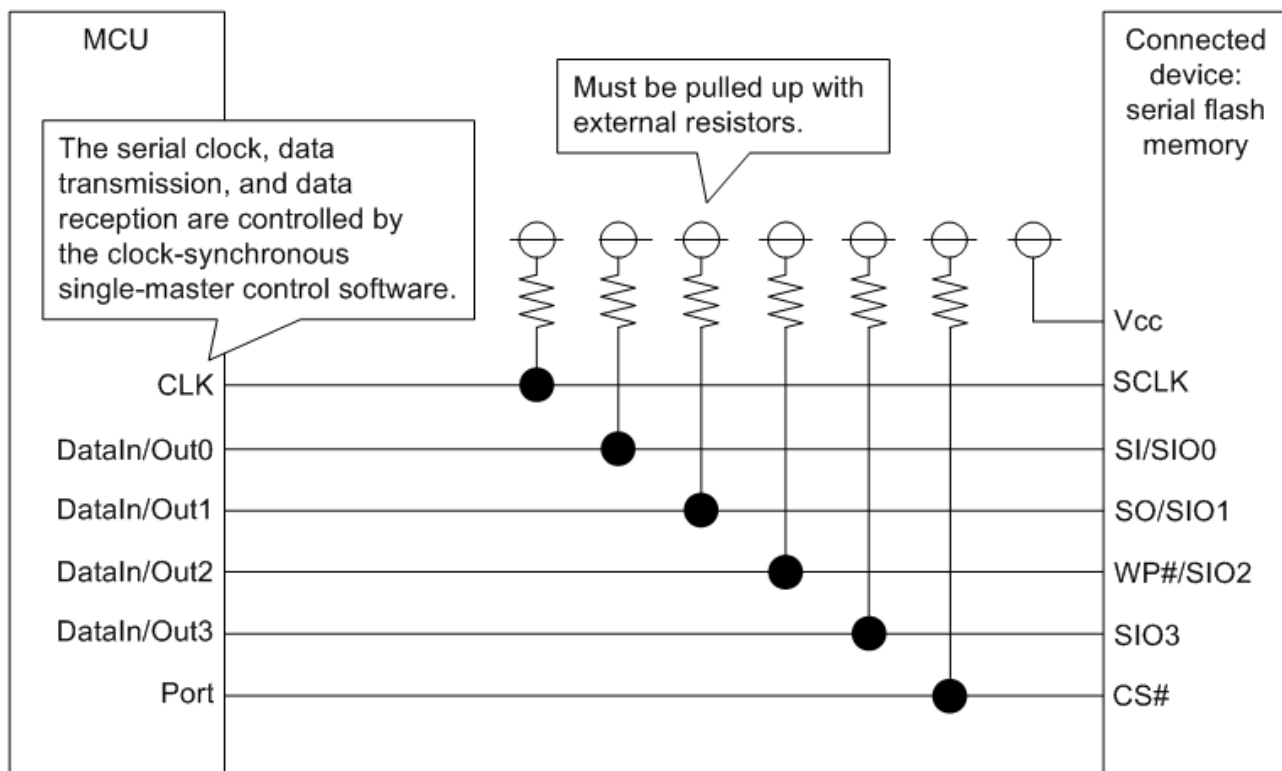 MCU
Connected
device:
serial flash
memory
Must be pulled up with
external resistors.
The serial clock, data
transmission, and data
reception are controlled by
the clock-synchronous
single-master control software.
Vcc
CLK
SCLK
DataIn/Out0
SI/SIO0
DataIn/Out1
SO/SIO1
DataIn/Out2
WP#/SIO2
DataIn/Out3
SIO3
Port
CS#